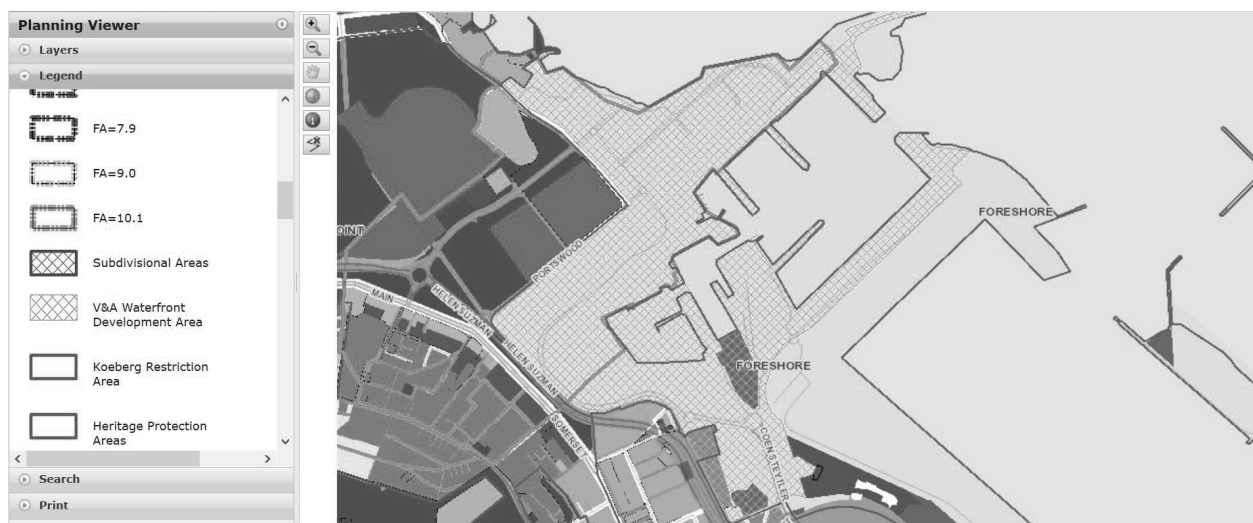 Planning Viewer
Layers
Legend
FA=7.9
FA=9.0
FA=10.1
Subdivisional Areas
V&A Waterfront
Development Area
Koeberg Restriction
Area
Heritage Protection
Areas
Search
Print
FORESHORE
OINT
PORTSWOOD
MAIN
HELEN SUZMAN
HELEN SUZMAN
FORESHORE
SOMERSET
COEN STEYTLER